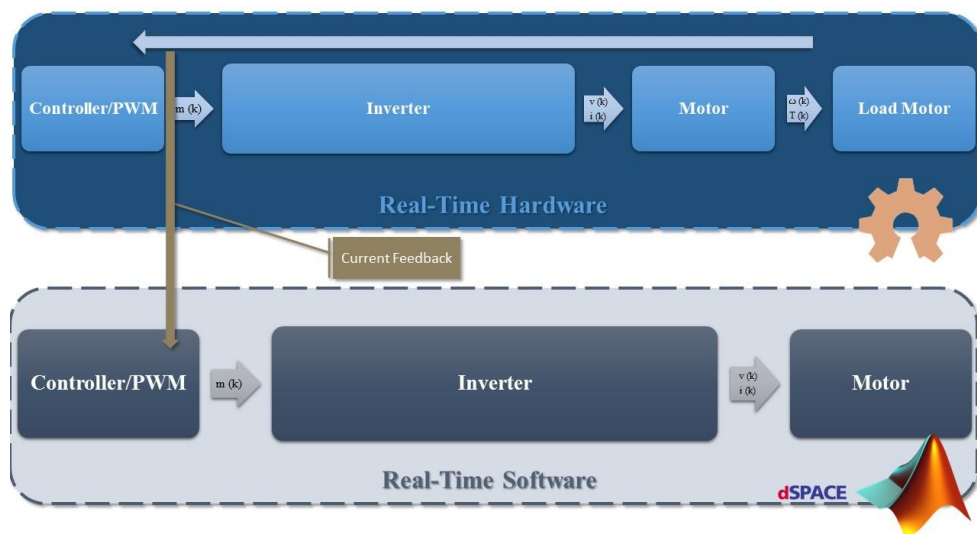 Controller/PWM
m (k)
Inverter
v (k)
i (k)
Motor
ω(k)
T (k)
Load Motor
Real-Time Hardware
Current Feedback
Controller/PWM
m (k)
Inverter
v (k)
i (k)
Motor
Real-Time Software
dSPACE